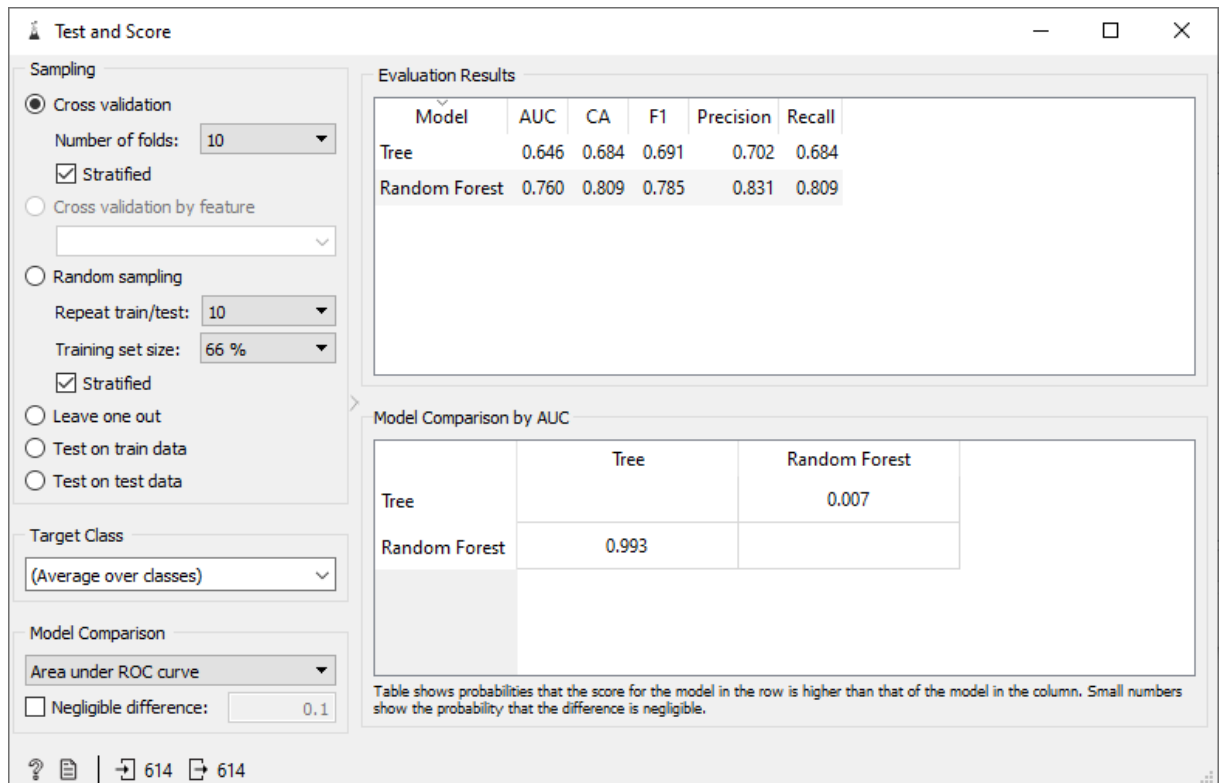 Test and Score
Sampling
Cross validation
Number of folds: 10
Stratified
Cross validation by feature
Random sampling
Repeat train/test: 10
Training set size: 66 %
Stratified
Leave one out
Test on train data
Test on test data
Target Class
(Average over classes)
Model Comparison
Area under ROC curve
Negligible difference: 0.1
? 614 614
Evaluation Results
Model AUC CA F1 Precision Recall
Tree 0.646 0.684 0.691 0.702 0.684
Random Forest 0.760 0.809 0.785 0.831 0.809
Model Comparison by AUC
Tree Random Forest
Tree 0.007
Random Forest 0.993
Table shows probabilities that the score for the model in the row is higher than that of the model in the column. Small numbers
show the probability that the difference is negligible.